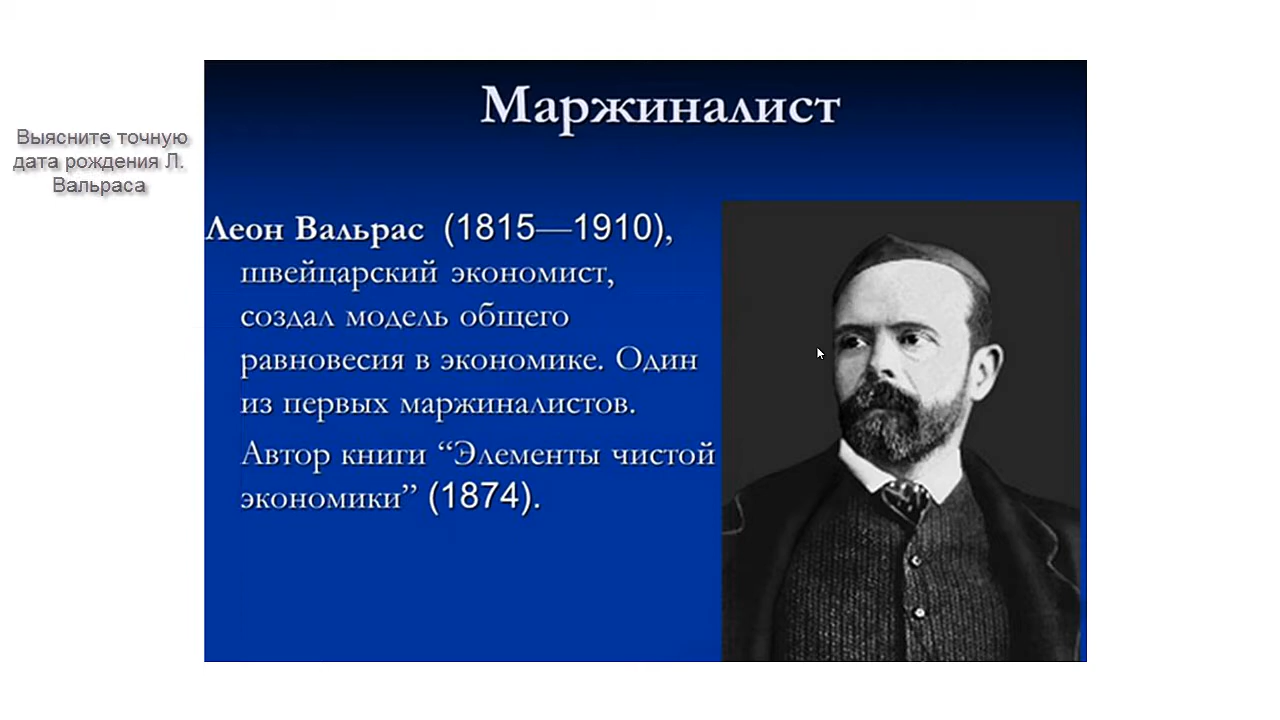 Маржиналист
Выясните точную
дата рождения Л.
Вальраса
Леон Вальрас (1815—1910),
швейцарский экономист,
создал модель общего
равновесия в экономике. Один
из первых маржиналистов.
Автор книги “Элементы чистой
экономики” (1874).